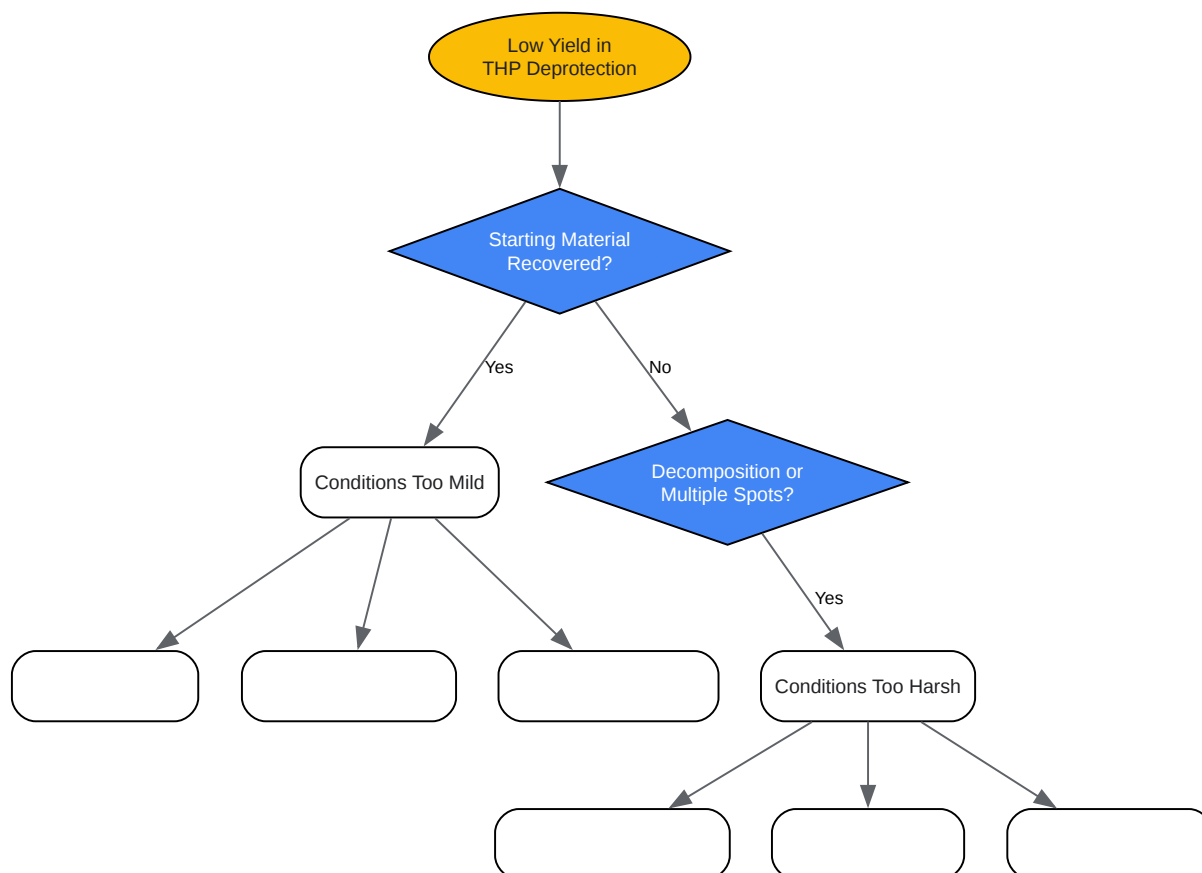 Low Yield in
THP Deprotection
Starting Material
Recovered?
Yes
No
Conditions Too Mild
Decomposition or
Multiple Spots?
Yes
Conditions Too Harsh